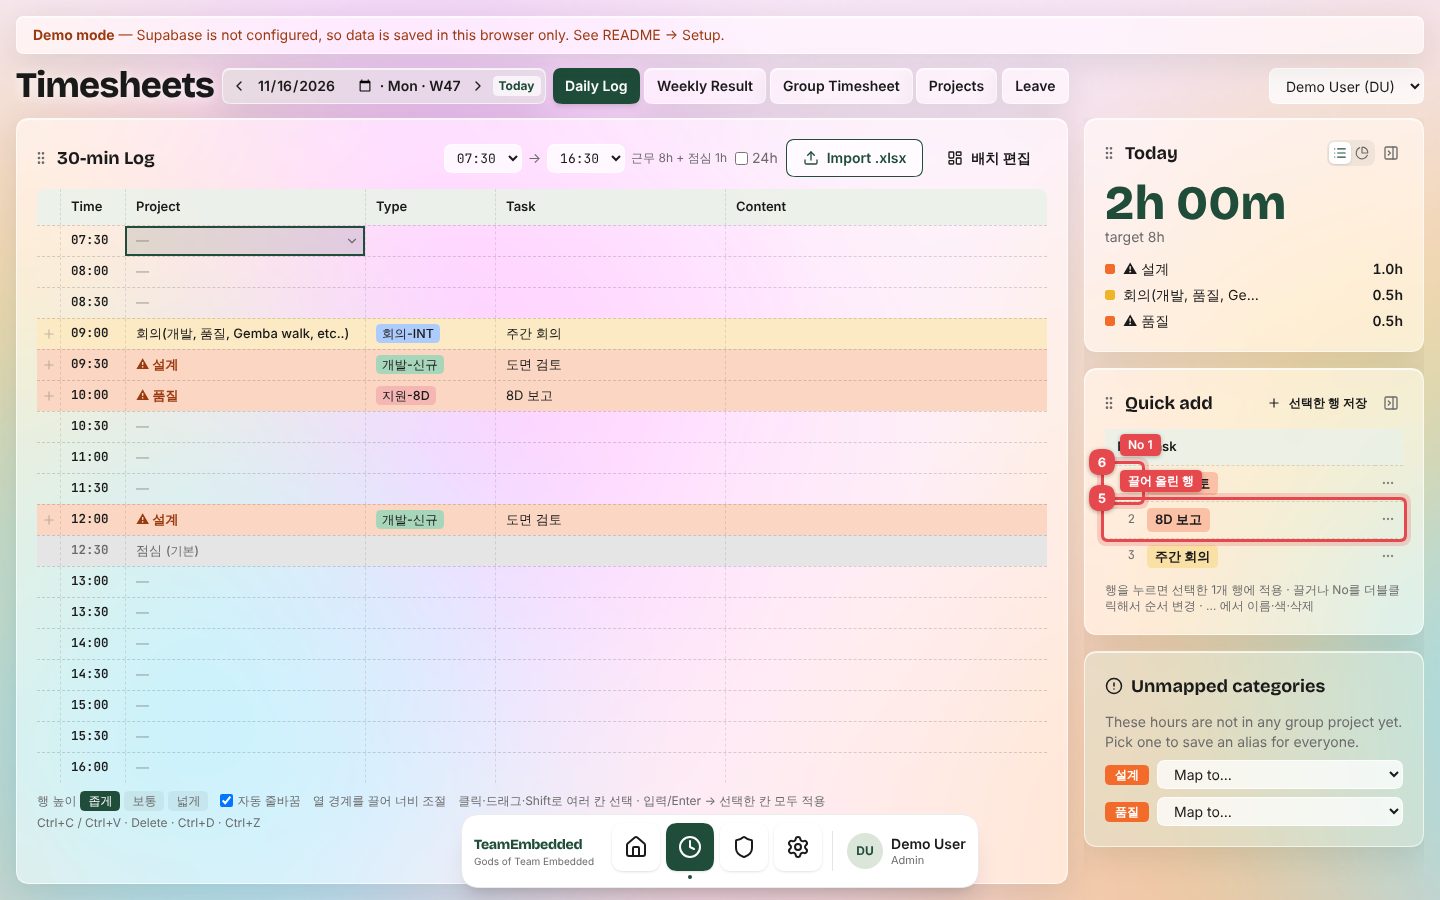 Demo mode — Supabase is not configured, so data is saved in this browser only. See README → Setup.
Timesheets
11/16/2026 · Mon · W47 Today
Daily Log
Weekly Result
Group Timesheet
Projects
Leave
Demo User (DU)
30-min Log
07:30 → 16:30 근무 8h + 점심 1h 24h
Import .xlsx
배치 편집
Time Project Type Task Content
07:30 —
08:00 —
08:30 —
+ 09:00 회의(개발, 품질, Gemba walk, etc..) 회의-INT 주간 회의
+ 09:30 설계 개발-신규 도면 검토
+ 10:00 품질 지원-8D 8D 보고
10:30 —
11:00 —
11:30 —
+ 12:00 설계 개발-신규 도면 검토
12:30 점심 (기본)
13:00 —
13:30 —
14:00 —
14:30 —
15:00 —
15:30 —
16:00 —
행 높이 좁게 보통 넓게 자동 줄바꿈 열 경계를 끌어 너비 조절 클릭·드래그·Shift로 여러 칸 선택 · 입력/Enter → 선택한 칸 모두 적용
Ctrl+C / Ctrl+V · Delete · Ctrl+D · Ctrl+Z
Today
2h 00m
target 8h
설계 1.0h
회의(개발, 품질, Ge... 0.5h
품질 0.5h
Quick add
+ 선택한 행 저장
No 1
6
끌어 올린 행
5
2 8D 보고 ...
3 주간 회의 ...
행을 누르면 선택한 1개 행에 적용 · 끌거나 No를 더블클
릭해서 순서 변경 · ... 에서 이름·색·삭제
Unmapped categories
These hours are not in any group project yet.
Pick one to save an alias for everyone.
설계 Map to...
품질 Map to...
TeamEmbedded
Gods of Team Embedded
DU
Demo User
Admin